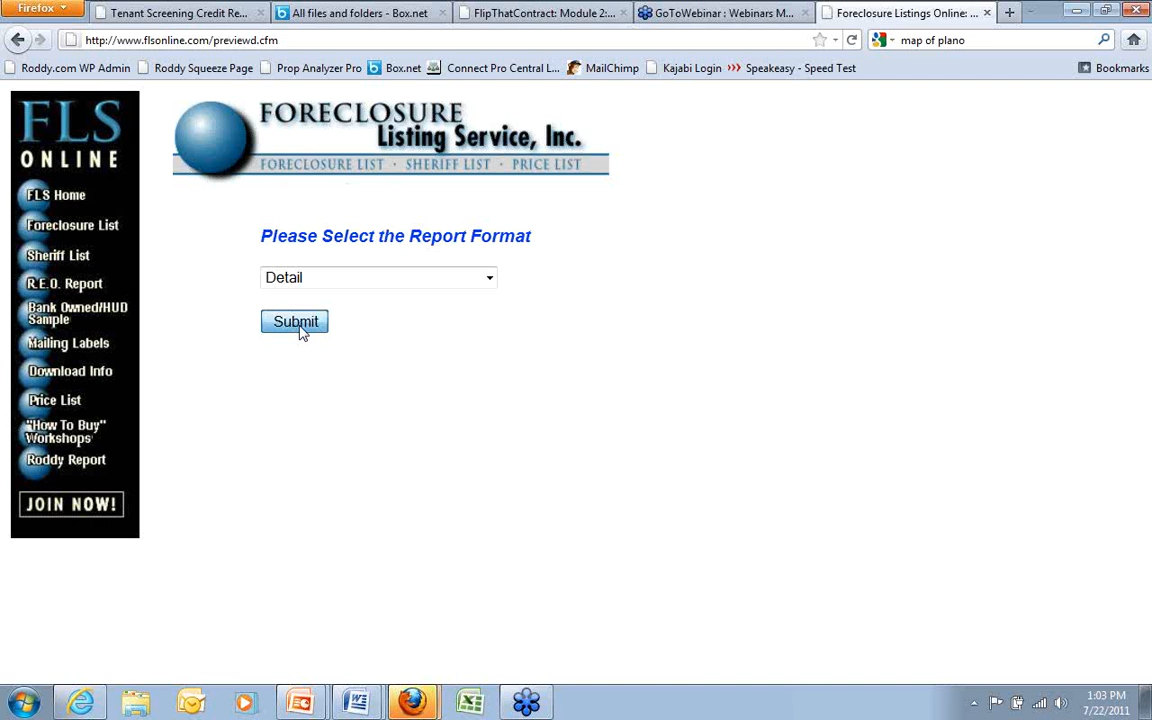 Firefox
Tenant Screening Credit Re...
All files and folders - Box.net
FlipThatContract: Module 2:...
GoToWebinar : Webinars M...
Foreclosure Listings Online: ...
http://www.flsonline.com/previewd.cfm
map of plano
Roddy.com WP Admin
Roddy Squeeze Page
Prop Analyzer Pro
Box.net
Connect Pro Central L...
MailChimp
Kajabi Login
Speakeasy - Speed Test
Bookmarks
FLS
ONLINE
FLS Home
Foreclosure List
Sheriff List
R.E.O. Report
Bank Owned/HUD
Sample
Mailing Labels
Download Info
Price List
"How To Buy"
Workshops
Roddy Report
JOIN NOW!
FORECLOSURE
Listing Service, Inc.
FORECLOSURE LIST · SHERIFF LIST · PRICE LIST
Please Select the Report Format
Detail
Submit
1:03 PM
7/22/2011